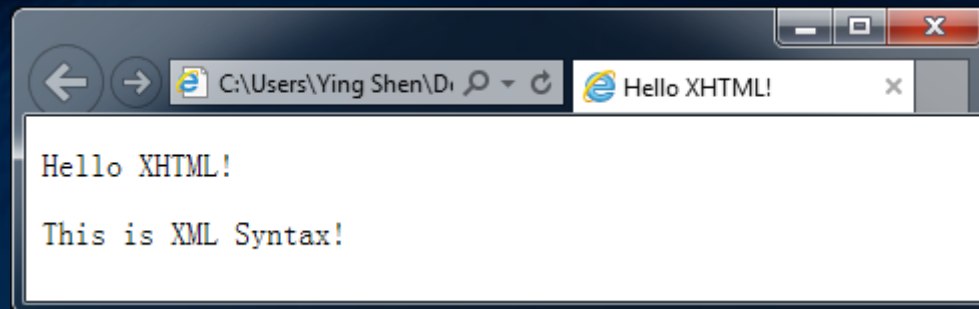 C:\Users\Ying Shen\D
Hello XHTML!
Hello XHTML!
This is XML Syntax!